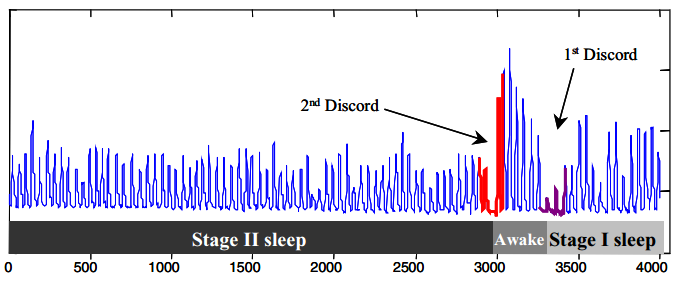 1st Discord
2nd Discord
Stage II sleep Awake Stage I sleep
0 500 1000 1500 2000 2500 3000 3500 4000